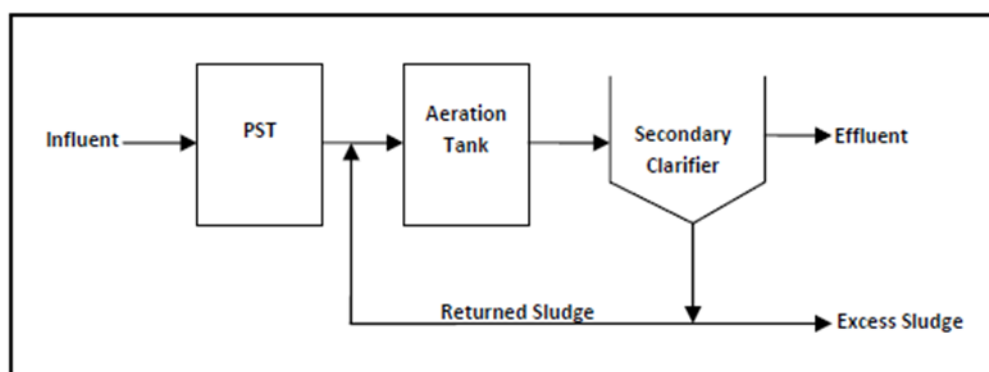 Influent
PST
Aeration
Tank
Secondary
Clarifier
Effluent
Returned Sludge
Excess Sludge